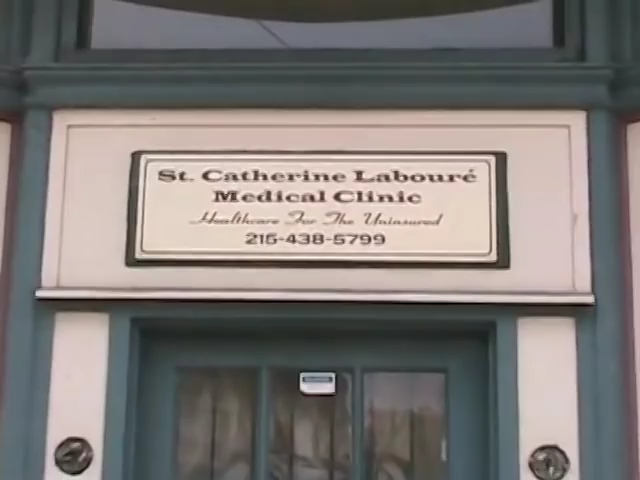 St. Catherine Labouré
Medical Clinic
Healthcare For The Uninsured
215-438-5799